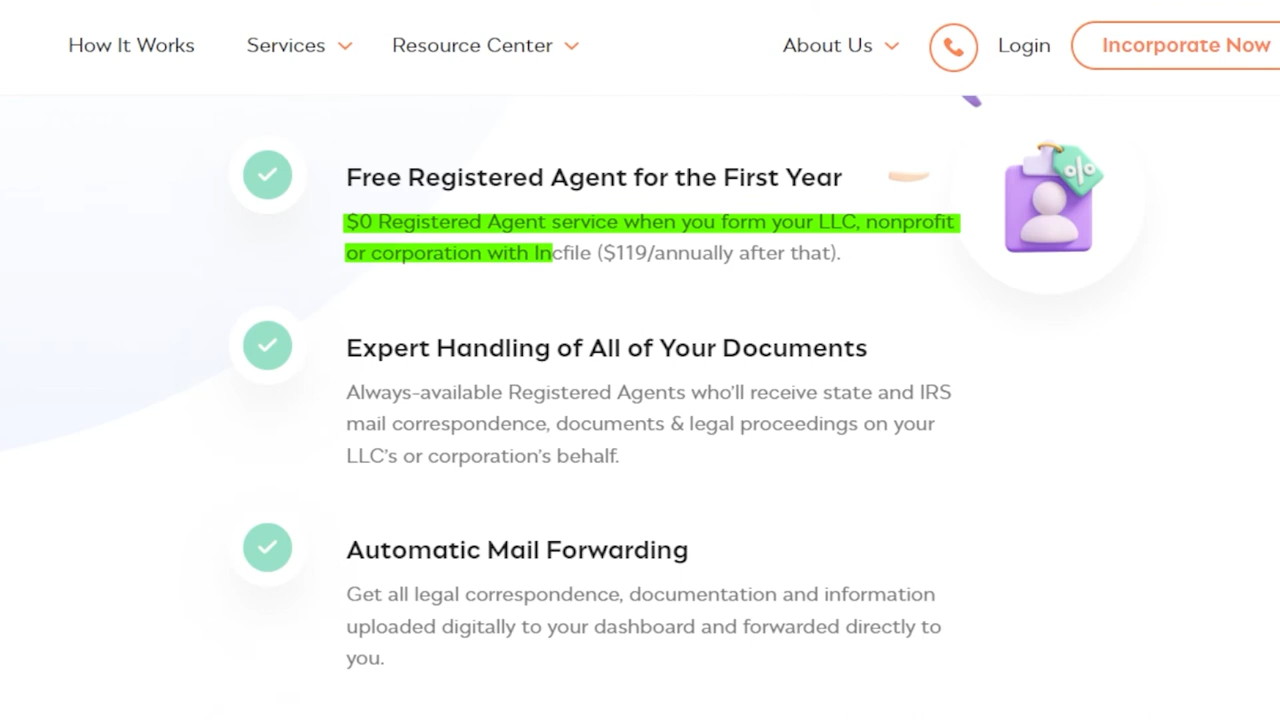 How It Works Services Resource Center About Us Login Incorporate Now
%
Free Registered Agent for the First Year
$0 Registered Agent service when you form your LLC, nonprofit
or corporation with Incfile ($119/annually after that).
Expert Handling of All of Your Documents
Always-available Registered Agents who'll receive state and IRS
mail correspondence, documents & legal proceedings on your
LLC's or corporation's behalf.
Automatic Mail Forwarding
Get all legal correspondence, documentation and information
uploaded digitally to your dashboard and forwarded directly to
you.